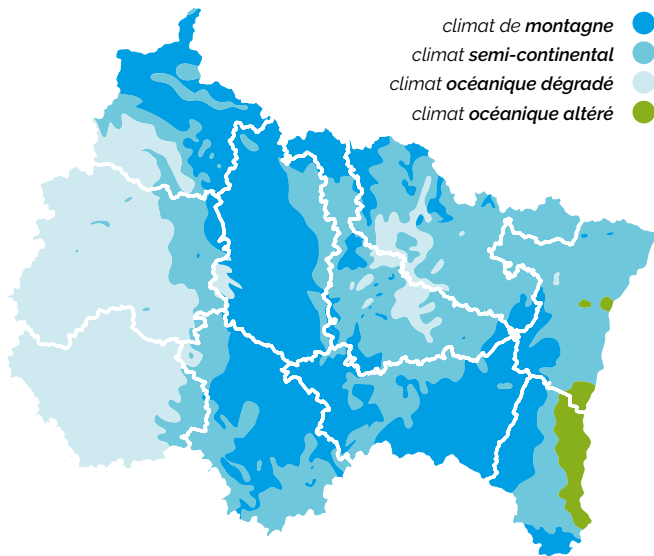 climat de montagne
climat semi-continental
climat océanique dégradé
climat océanique altéré